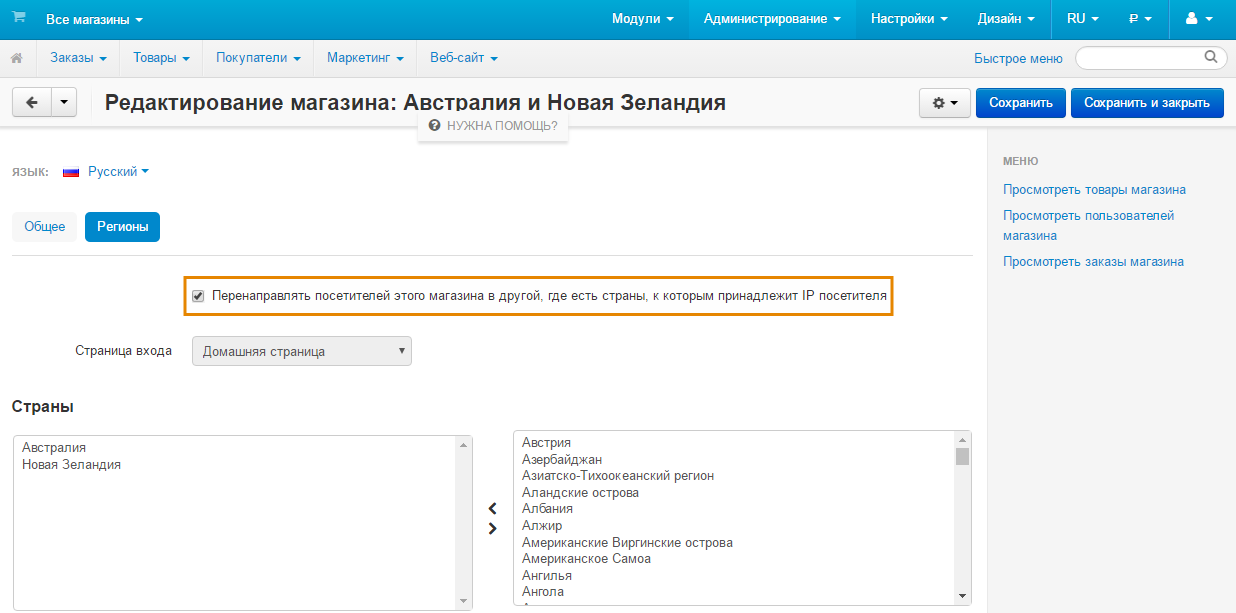 Все магазины
Модули
Администрирование
Настройки
Дизайн
RU
₽
Заказы
Товары
Покупатели
Маркетинг
Веб-сайт
Быстрое меню
Редактирование магазина: Австралия и Новая Зеландия
Сохранить
Сохранить и закрыть
НУЖНА ПОМОЩЬ?
ЯЗЫК:
Русский
МЕНЮ
Просмотреть товары магазина
Просмотреть пользователей
магазина
Просмотреть заказы магазина
Общее
Регионы
Перенаправлять посетителей этого магазина в другой, где есть страны, к которым принадлежит IP посетителя
Страница входа
Домашняя страница
Страны
Австралия
Новая Зеландия
Австрия
Азербайджан
Азиатско-Тихоокеанский регион
Аландские острова
Албания
Алжир
Американские Виргинские острова
Американское Самоа
Ангилья
Ангола